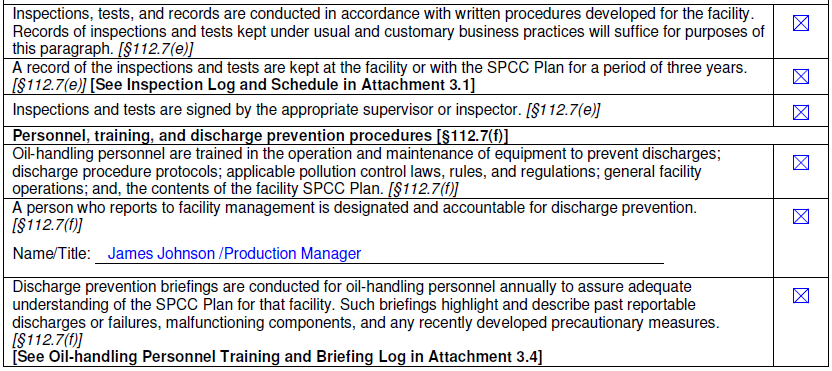 Inspections, tests, and records are conducted in accordance with written procedures developed for the facility.
Records of inspections and tests kept under usual and customary business practices will suffice for purposes of
this paragraph. [§112.7(e)]
A record of the inspections and tests are kept at the facility or with the SPCC Plan for a period of three years.
[§112.7(e)] [See Inspection Log and Schedule in Attachment 3.1]
Inspections and tests are signed by the appropriate supervisor or inspector. [§112.7(e)]
Personnel, training, and discharge prevention procedures [§112.7(f)]
Oil-handling personnel are trained in the operation and maintenance of equipment to prevent discharges;
discharge procedure protocols; applicable pollution control laws, rules, and regulations; general facility
operations; and, the contents of the facility SPCC Plan. [§112.7(f)]
A person who reports to facility management is designated and accountable for discharge prevention.
[§112.7(f)]
Name/Title: James Johnson /Production Manager
Discharge prevention briefings are conducted for oil-handling personnel annually to assure adequate
understanding of the SPCC Plan for that facility. Such briefings highlight and describe past reportable
discharges or failures, malfunctioning components, and any recently developed precautionary measures.
[§112.7(f)]
[See Oil-handling Personnel Training and Briefing Log in Attachment 3.4]